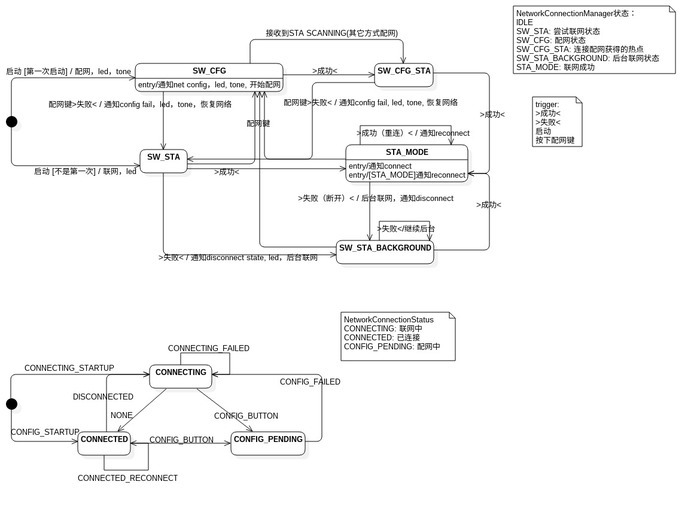 NetworkConnectionManager状态：
IDLE
SW_STA: 尝试联网状态
SW_CFG: 配网状态
SW_CFG_STA: 连接配网获得的热点
SW_STA_BACKGROUND: 后台联网状态
STA_MODE: 联网成功
接收到STA SCANNING(其它方式配网)
启动 [第一次启动] / 配网，led，tone
SW_CFG
entry/通知net config，led, tone, 开始配网
>成功<
SW_CFG_STA
配网键>失败< / 通知config fail，led，tone，恢复网络
配网键>失败< / 通知config fail, led, tone, 恢复网络
>成功<
trigger:
>成功<
>失败<
启动
按下配网键
配网键
>成功（重连）< / 通知reconnect
SW_STA
STA_MODE
entry/通知connect
entry/[STA_MODE]通知reconnect
启动 [不是第一次] / 联网，led
>成功<
>失败（断开）< / 后台联网，通知disconnect
>成功<
>失败</继续后台
SW_STA_BACKGROUND
>失败< / 通知disconnect state, led，后台联网
NetworkConnectionStatus
CONNECTING: 联网中
CONNECTED: 已连接
CONFIG_PENDING: 配网中
CONNECTING_FAILED
CONNECTING_STARTUP
CONNECTING
CONFIG_FAILED
DISCONNECTED
NONE
CONFIG_BUTTON
CONFIG_STARTUP
CONNECTED
CONFIG_BUTTON
CONFIG_PENDING
CONNECTED_RECONNECT